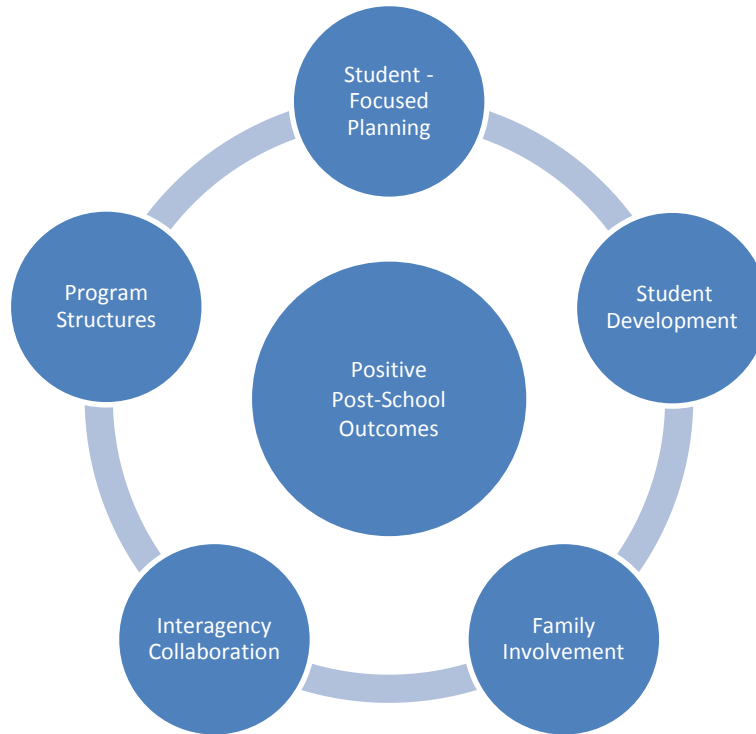 Student -
Focused
Planning
Program
Structures
Student
Development
Positive
Post-School
Outcomes
Interagency
Collaboration
Family
Involvement